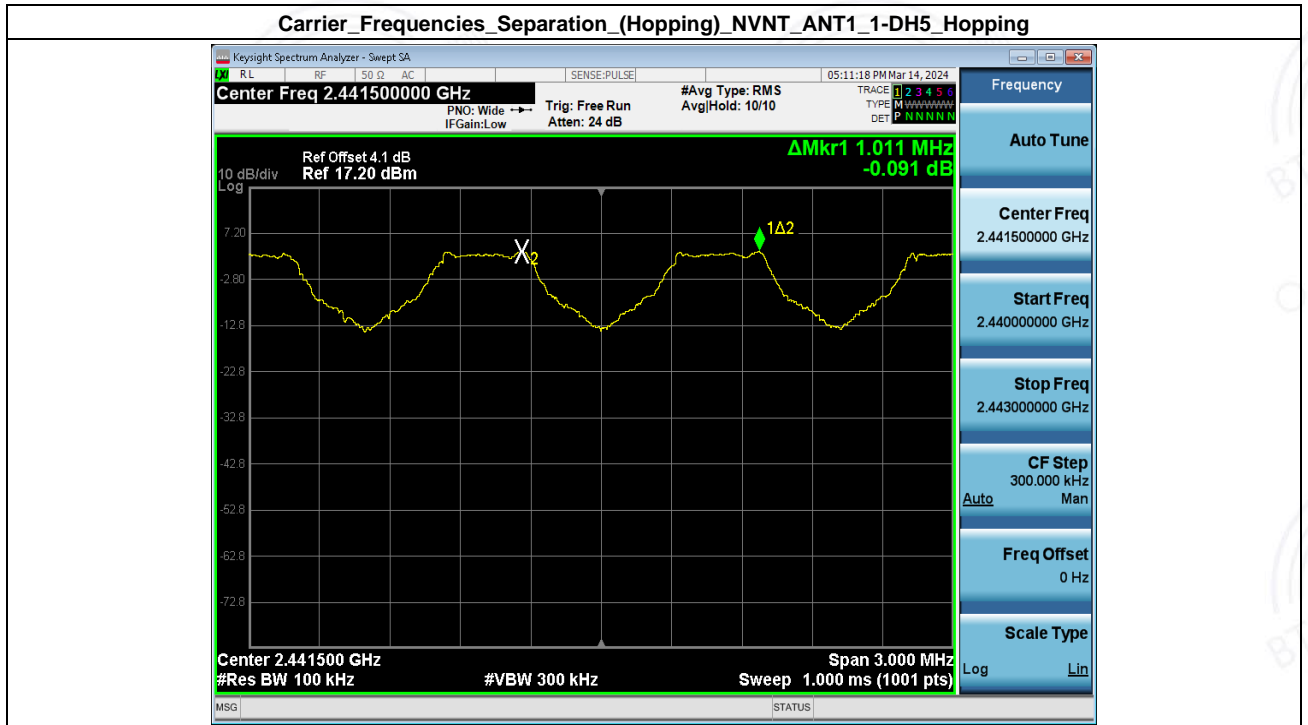 Carrier_Frequencies_Separation_(Hopping)_NVNT_ANT1_1-DH5_Hopping
Keysight Spectrum Analyzer - Swept SA
LXI RL RF 50 Ω AC SENSE:PULSE 05:11:18 PM Mar 14, 2024
Center Freq 2.441500000 GHz
PNO: Wide
IFGain:Low
Trig: Free Run
Atten: 24 dB
#Avg Type: RMS
Avg|Hold: 10/10
TRACE 1 2 3 4 5 6
TYPE M WWWWW
DET P N N N N N
ΔMkr1 1.011 MHz
-0.091 dB
Ref Offset 4.1 dB
10 dB/div Ref 17.20 dBm
Log
7.20
-2.80
-12.8
-22.8
-32.8
-42.8
-52.8
-62.8
-72.8
X2
1Δ2
Center 2.441500 GHz Span 3.000 MHz
#Res BW 100 kHz #VBW 300 kHz Sweep 1.000 ms (1001 pts)
MSG STATUS
Frequency
Auto Tune
Center Freq
2.441500000 GHz
Start Freq
2.440000000 GHz
Stop Freq
2.443000000 GHz
CF Step
300.000 kHz
Auto Man
Freq Offset
0 Hz
Scale Type
Log Lin